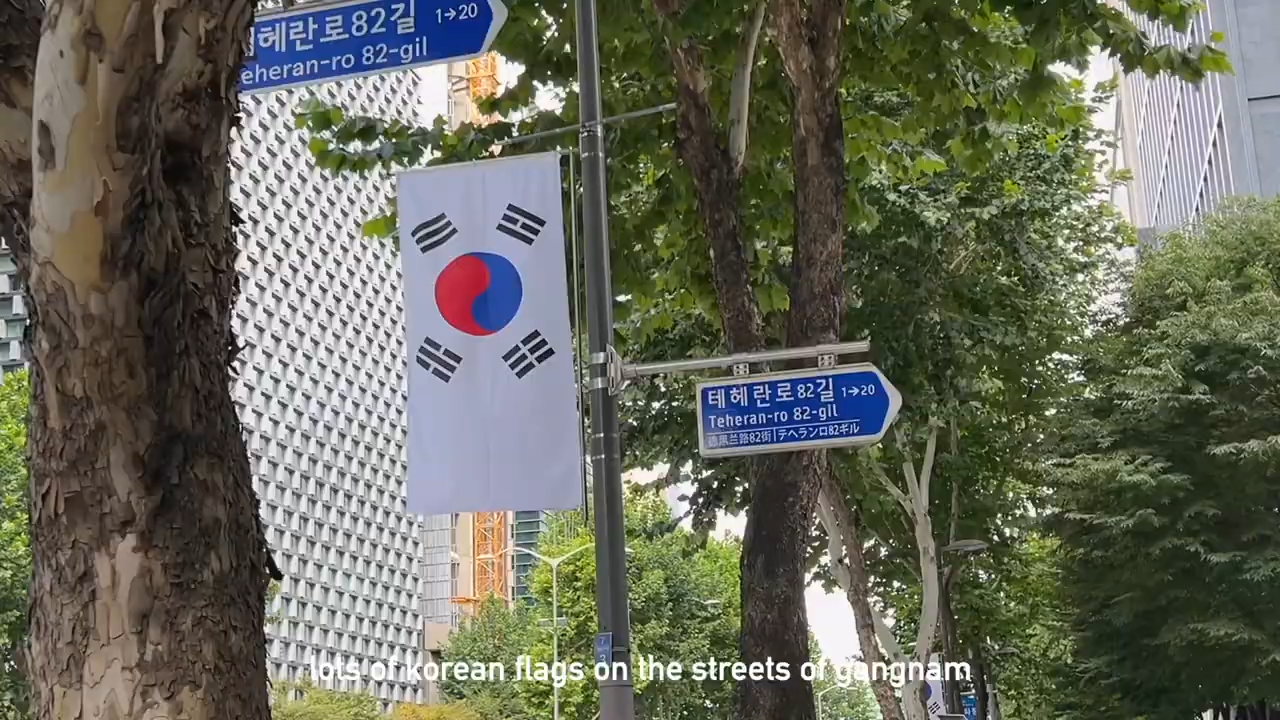 헤란로82길 1→20
eheran-ro 82-gil
테헤란로82길 1→20
Teheran-ro 82-gil
德黑兰路82街|テヘランロ82ギル
lots of korean flags on the streets of gangnam